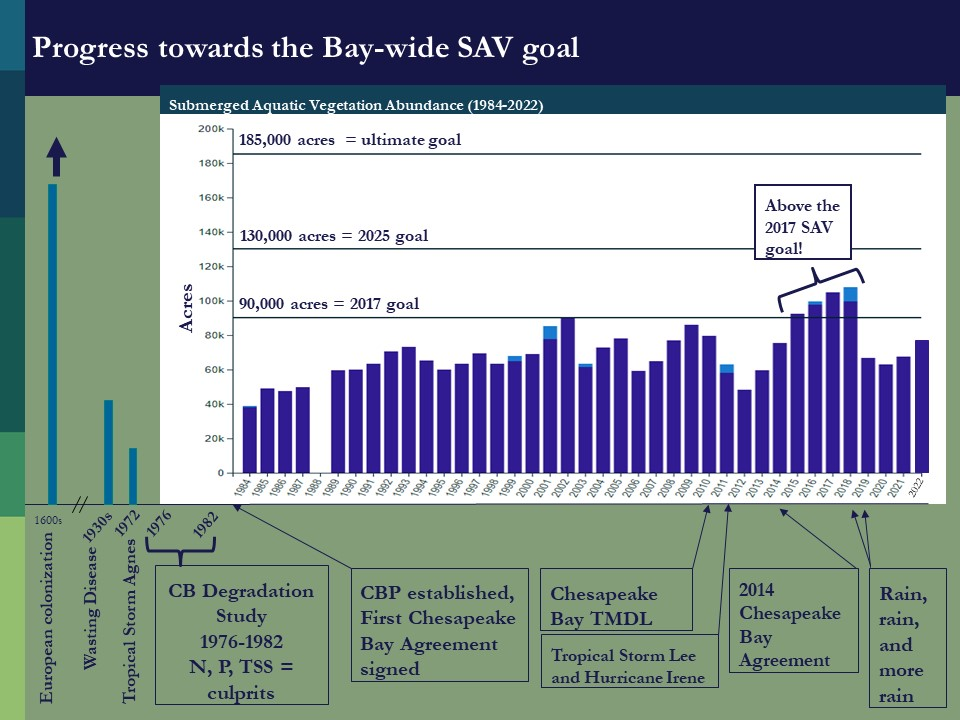 Progress towards the Bay-wide SAV goal
Submerged Aquatic Vegetation Abundance (1984-2022)
200k
180k
160k
140k
120k
100k
80k
60k
40k
20k
0
Acres
185,000 acres = ultimate goal
130,000 acres = 2025 goal
90,000 acres = 2017 goal
Above the
2017 SAV
goal!
1984
1985
1986
1987
1988
1989
1990
1991
1992
1993
1994
1995
1996
1997
1998
1999
2000
2001
2002
2003
2004
2005
2006
2007
2008
2009
2010
2011
2012
2013
2014
2015
2016
2017
2018
2019
2020
2021
2022
1600s
1930s
1972
1976
1982
European colonization
Wasting Disease
Tropical Storm Agnes
CB Degradation
Study
1976-1982
N, P, TSS =
culprits
CBP established,
First Chesapeake
Bay Agreement
signed
Chesapeake
Bay TMDL
Tropical Storm Lee
and Hurricane Irene
2014
Chesapeake
Bay
Agreement
Rain,
rain,
and
more
rain